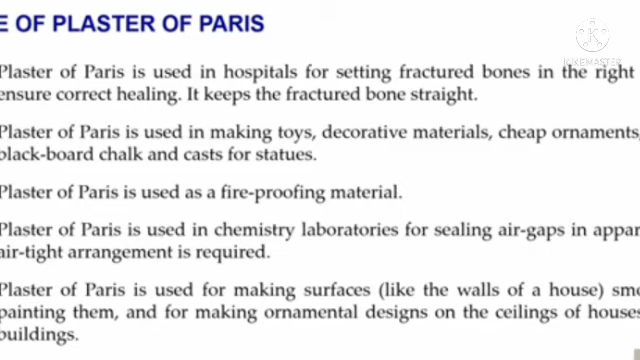 E OF PLASTER OF PARIS
KINEMASTER
Plaster of Paris is used in hospitals for setting fractured bones in the right
ensure correct healing. It keeps the fractured bone straight.
Plaster of Paris is used in making toys, decorative materials, cheap ornaments,
black-board chalk and casts for statues.
Plaster of Paris is used as a fire-proofing material.
Plaster of Paris is used in chemistry laboratories for sealing air-gaps in appar
air-tight arrangement is required.
Plaster of Paris is used for making surfaces (like the walls of a house) smo
painting them, and for making ornamental designs on the ceilings of houses
buildings.